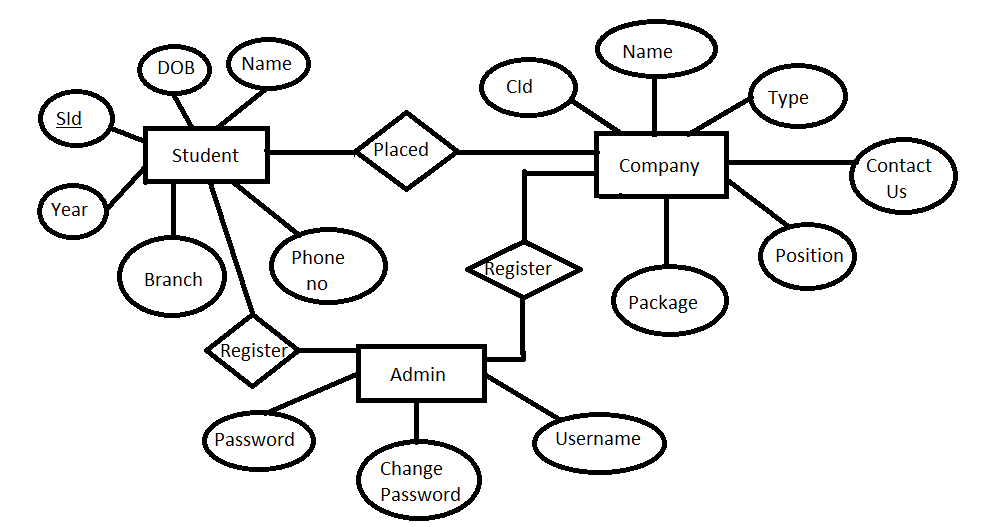 Name
DOB
Name
CId
Type
SId
Placed
Student
Company
Contact
Us
Year
Position
Phone
no
Register
Branch
Package
Register
Admin
Password
Username
Change
Password